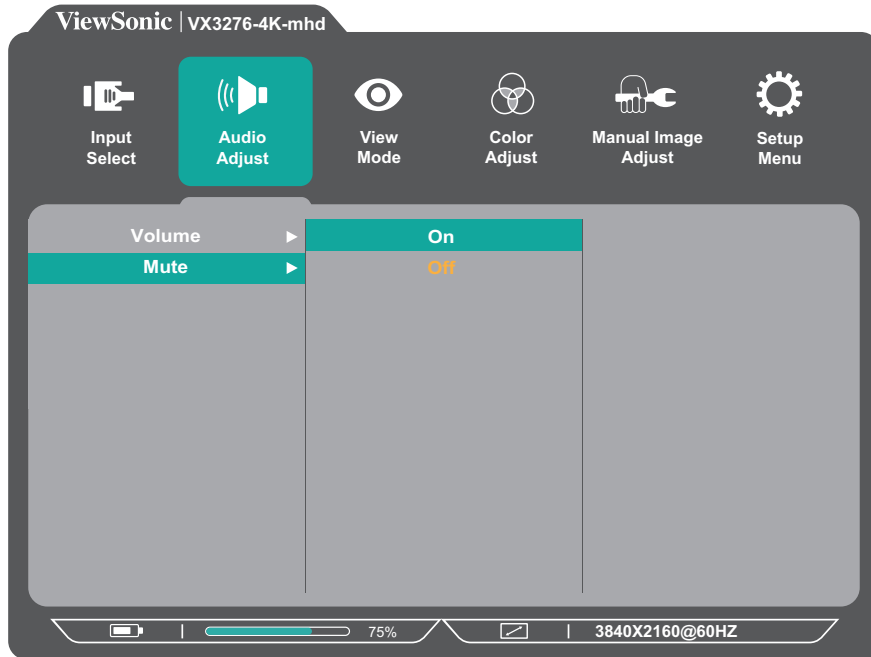 ViewSonic | VX3276-4K-mhd
Input Select
Audio Adjust
View Mode
Color Adjust
Manual Image Adjust
Setup Menu
Volume
On
Mute
Off
75%
3840X2160@60HZ